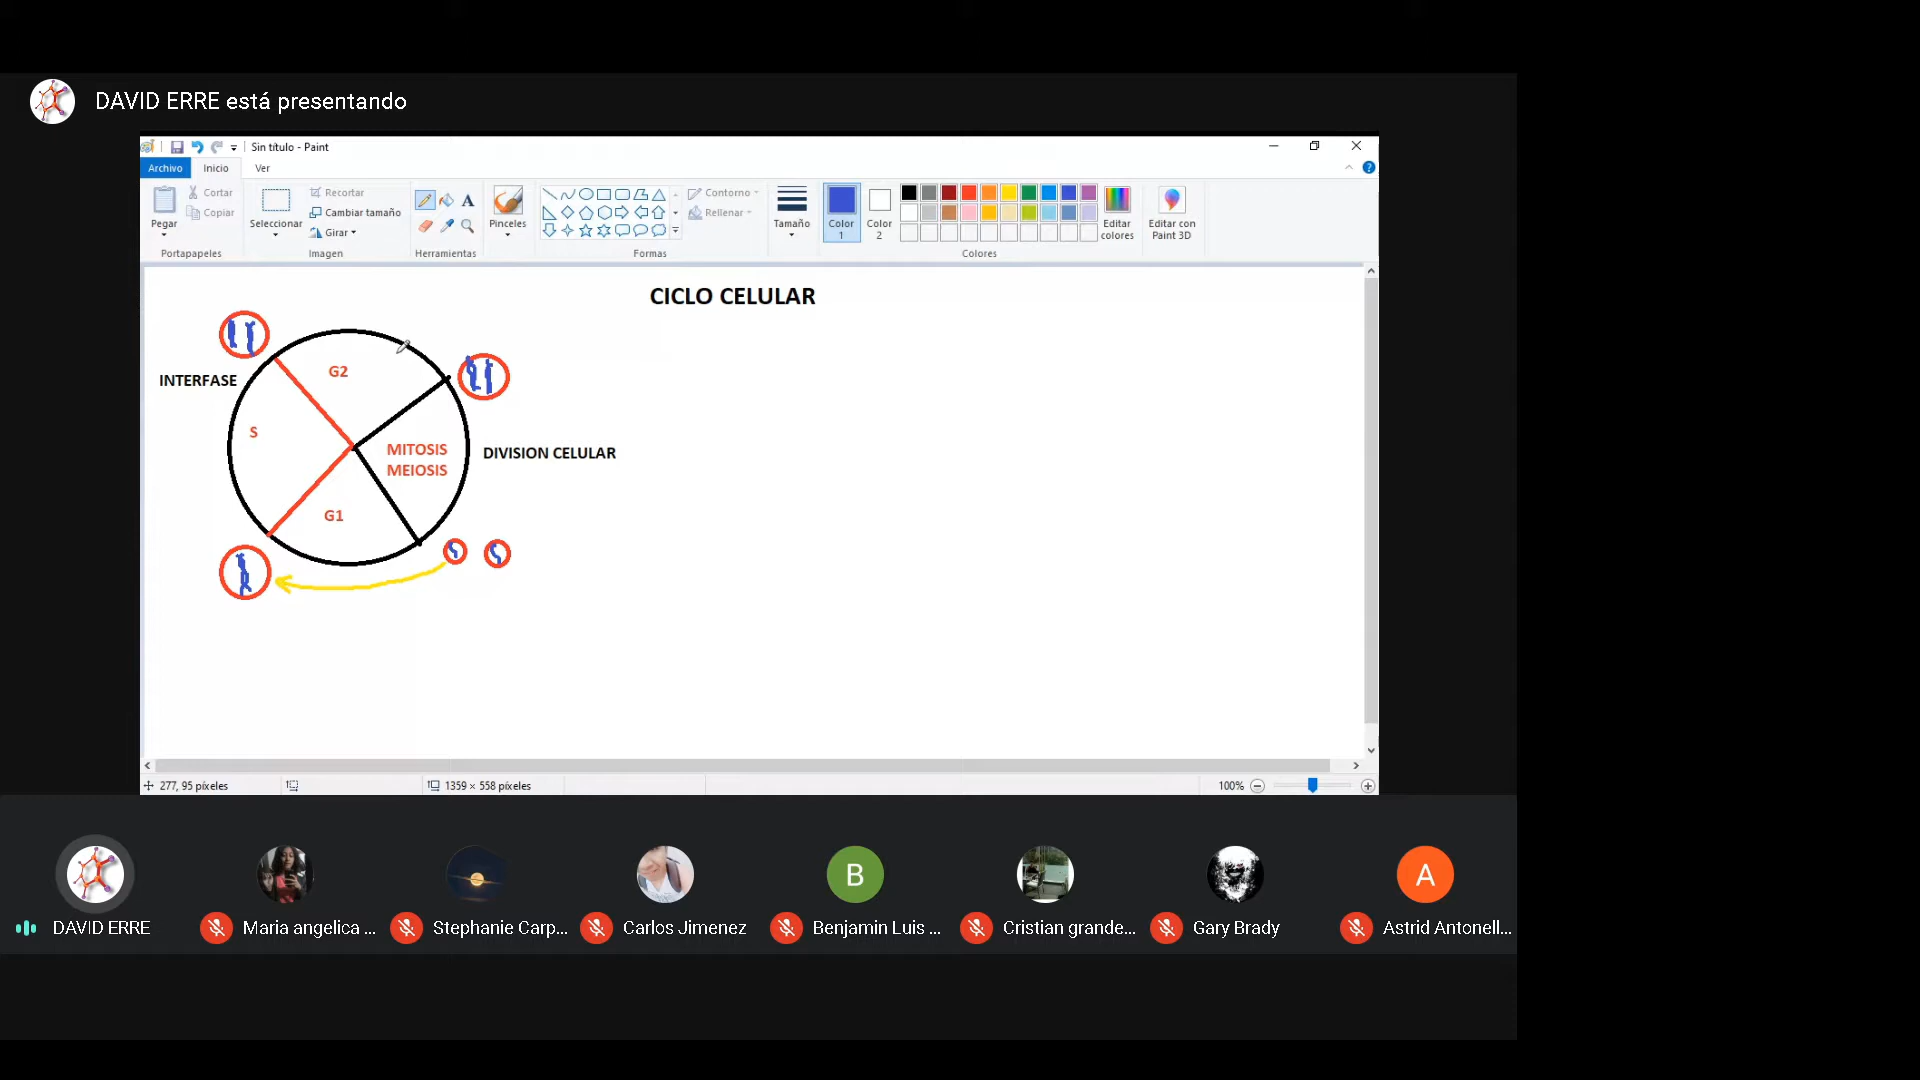 DAVID ERRE está presentando
Sin título - Paint
Archivo Inicio Ver
Pegar
Cortar
Copiar
Portapapeles
Seleccionar
Recortar
Cambiar tamaño
Girar
Imagen
A
Herramientas
Pinceles
Contorno
Rellenar
Formas
Tamaño
Color
1
Color
2
Editar
colores
Editar con
Paint 3D
Colores
CICLO CELULAR
INTERFASE
G2
S
MITOSIS
MEIOSIS
DIVISION CELULAR
G1
277, 95 píxeles
1359 × 558 píxeles
100%
B
A
DAVID ERRE
Maria angelica ...
Stephanie Carp...
Carlos Jimenez
Benjamin Luis ...
Cristian grande...
Gary Brady
Astrid Antonell...